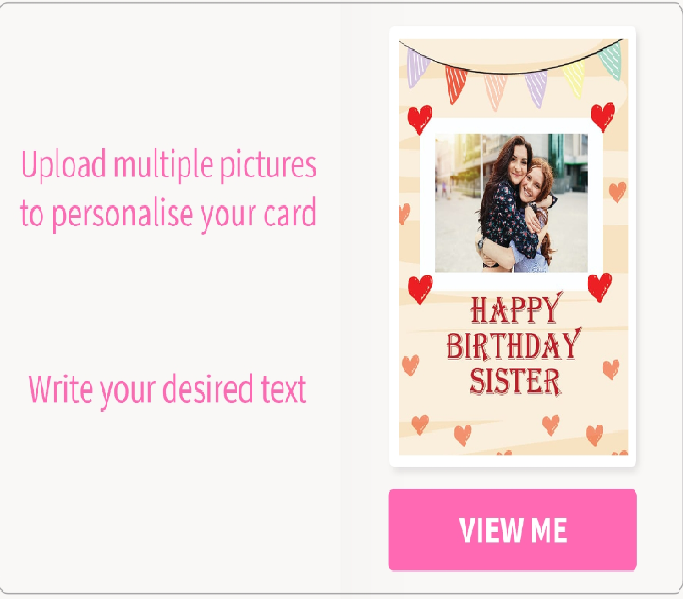 Upload multiple pictures
to personalise your card
Write your desired text
HAPPY
BIRTHDAY
SISTER
VIEW ME